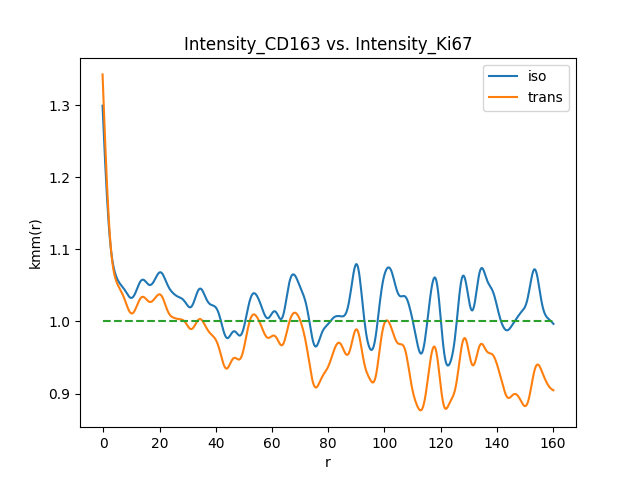 Intensity_CD163 vs. Intensity_Ki67
iso
trans
kmm(r)
1.3
1.2
1.1
1.0
0.9
0 20 40 60 80 100 120 140 160
r